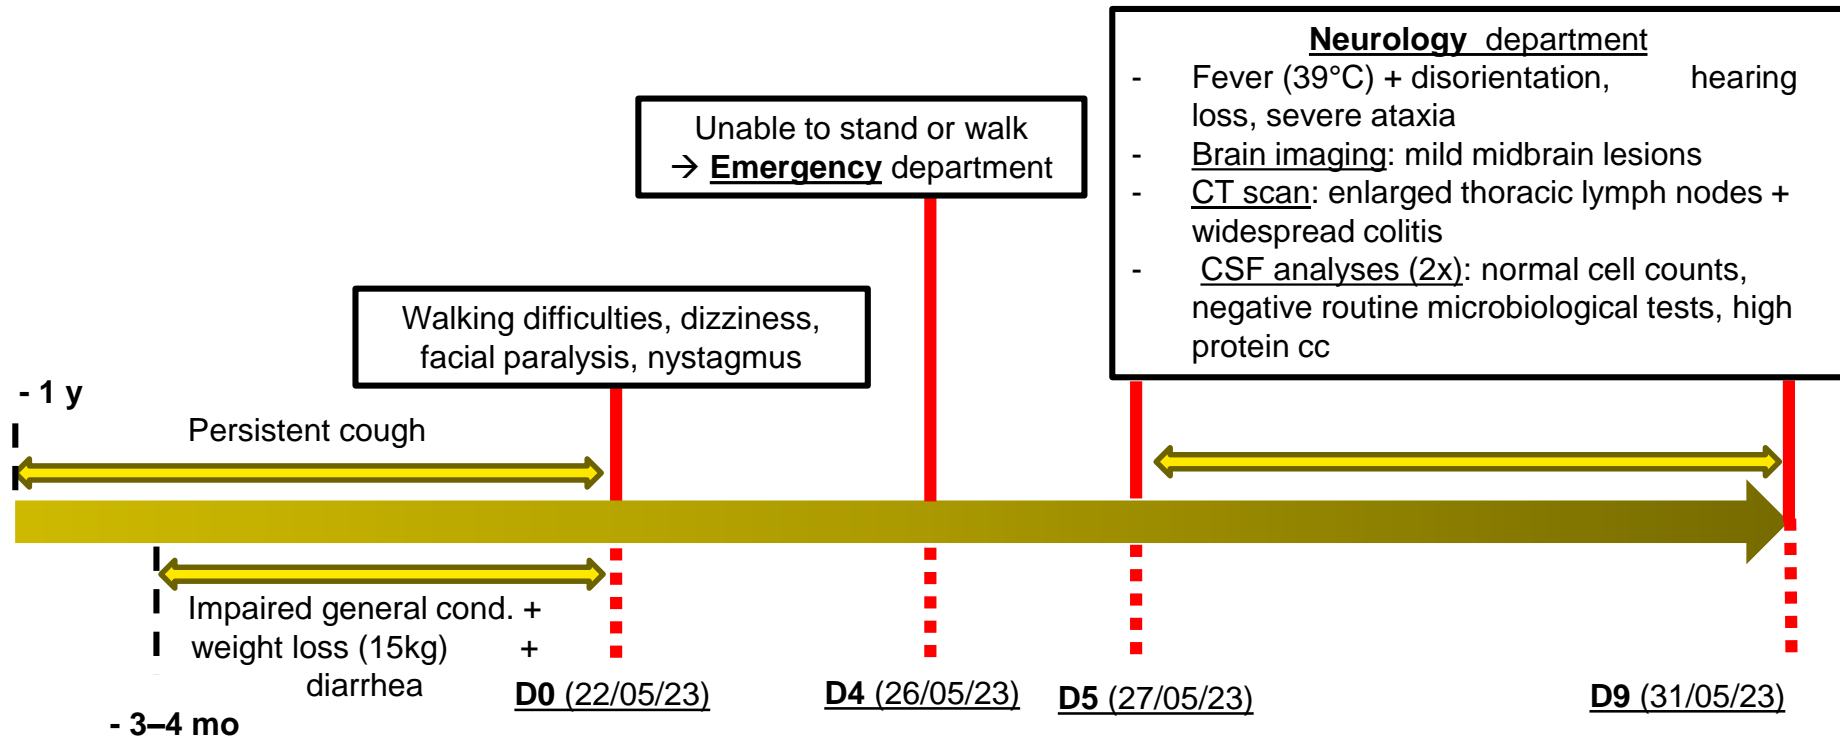 Neurology department
- Fever (39°C) + disorientation, hearing
loss, severe ataxia
- Brain imaging: mild midbrain lesions
- CT scan: enlarged thoracic lymph nodes +
widespread colitis
- CSF analyses (2x): normal cell counts,
negative routine microbiological tests, high
protein cc
Unable to stand or walk
→ Emergency department
Walking difficulties, dizziness,
facial paralysis, nystagmus
- 1 y
Persistent cough
Impaired general cond. +
weight loss (15kg) +
diarrhea
- 3–4 mo
D0 (22/05/23)
D4 (26/05/23)
D5 (27/05/23)
D9 (31/05/23)